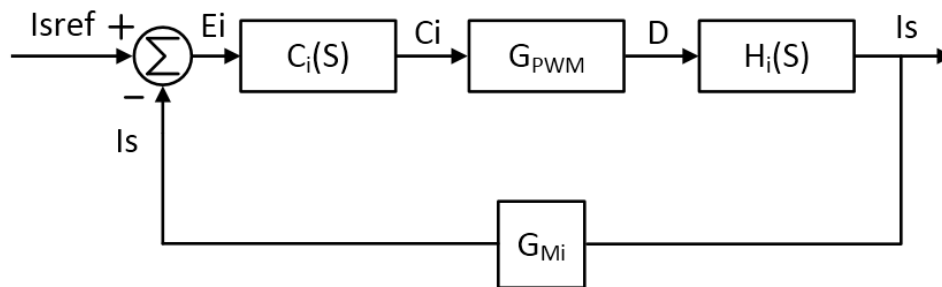 Isref + Ei Ci D Is
Σ Ci(S) GPWM Hi(S)
−
Is
GMi